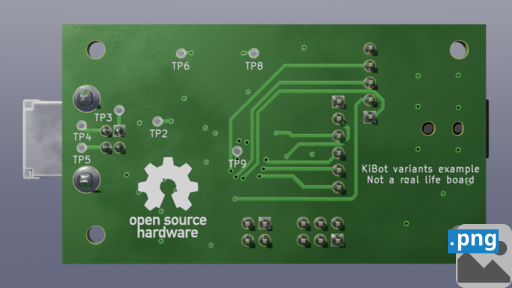 TP6
TP8
TP3
TP4
TP2
TP5
TP9
KiBot variants example
Not a real life board
open source
hardware
.png